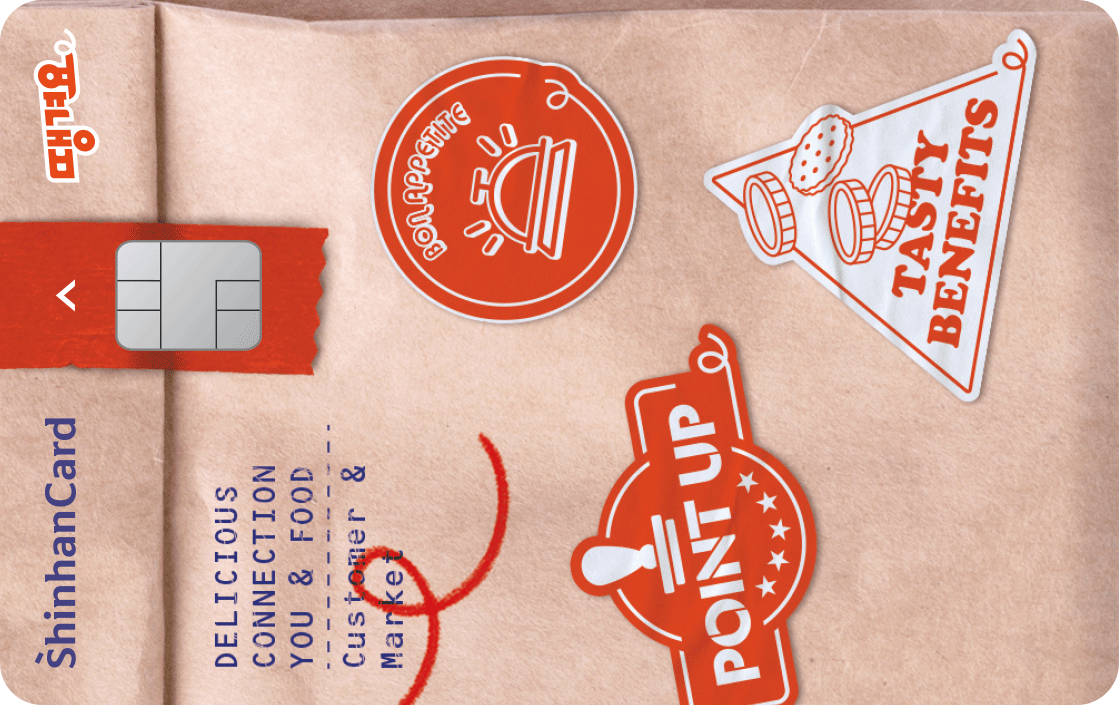 ShinhanCard
땡겨요
DELICIOUS
CONNECTION
YOU & FOOD
Customer &
Market
BON APPETITE
POINT UP
TASTY
BENEFITS